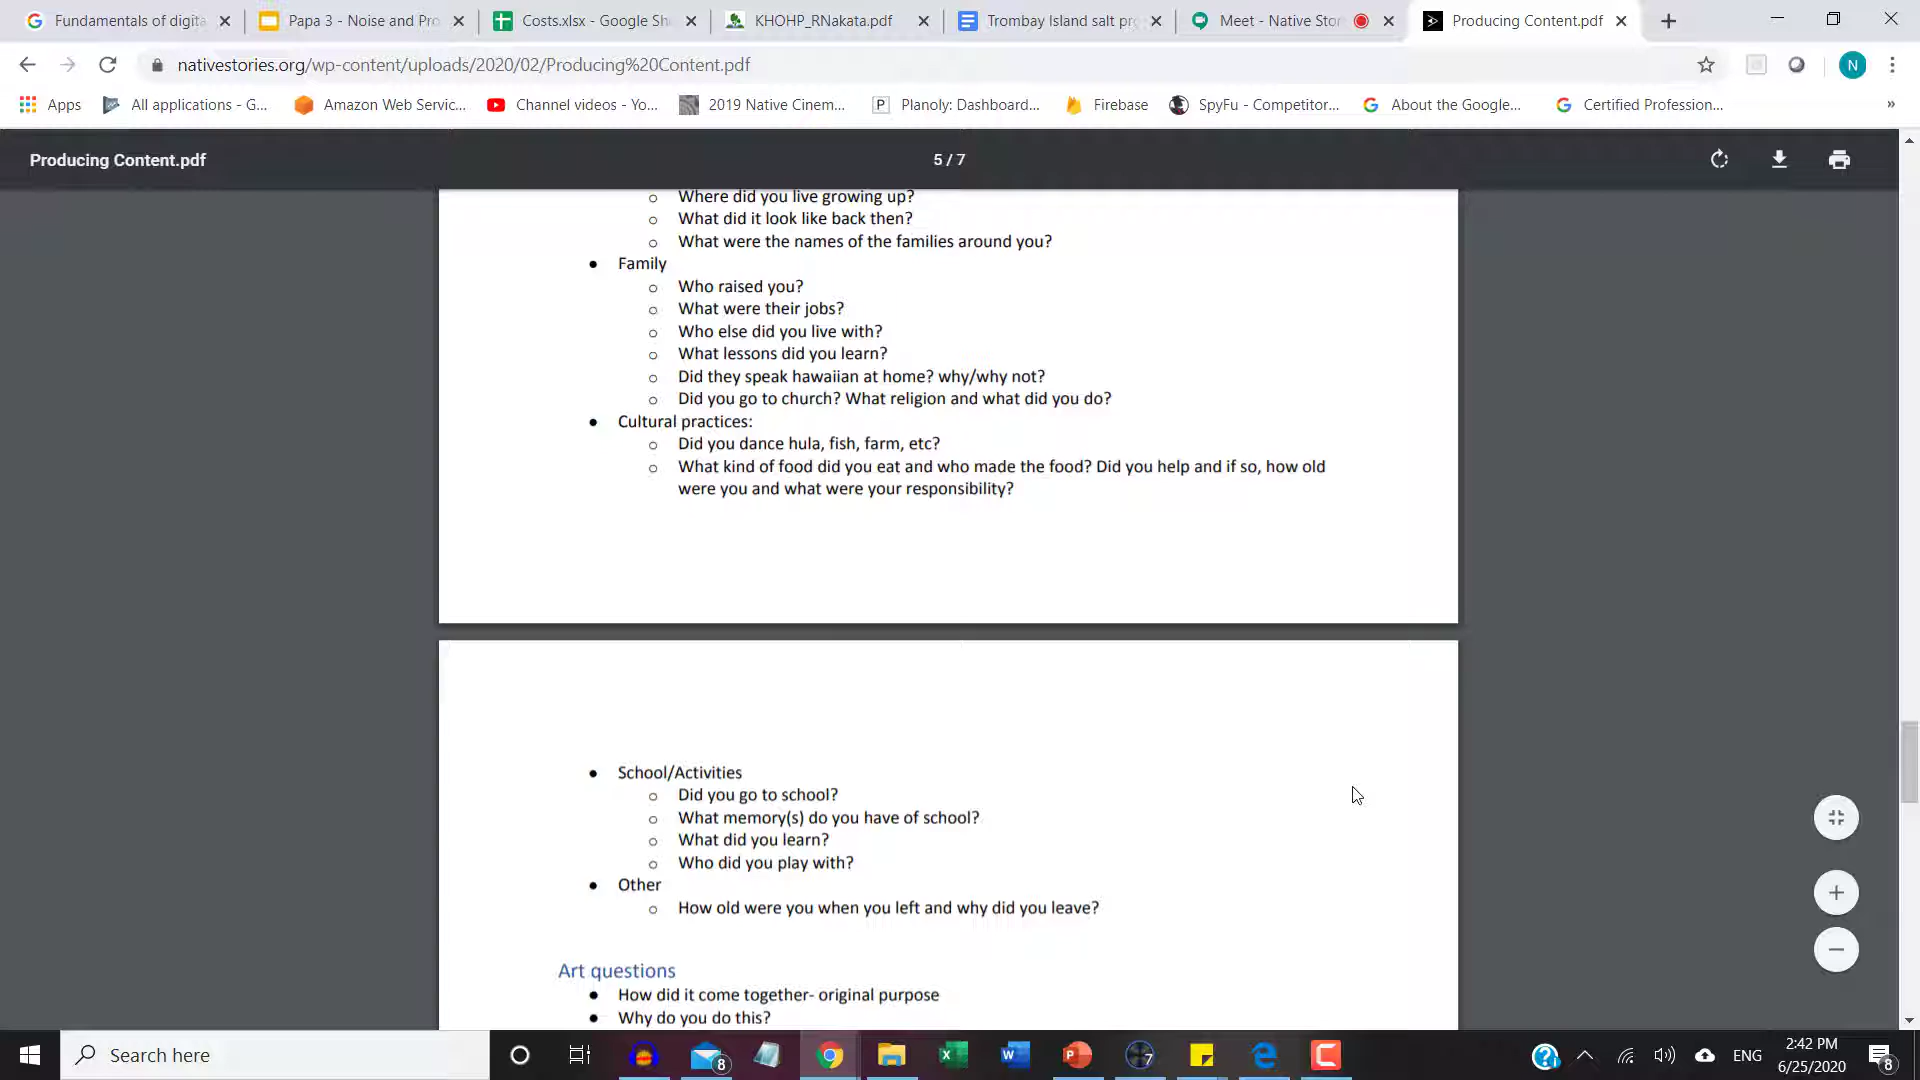 Fundamentals of digita
Papa 3 - Noise and Pro
Costs.xlsx - Google She
KHOHP_RNakata.pdf
Trombay Island salt pr
Meet - Native Stor
Producing Content.pdf
nativestories.org/wp-content/uploads/2020/02/Producing%20Content.pdf
N
Apps
All applications - G...
Amazon Web Servic...
Channel videos - Yo...
2019 Native Cinem...
Planoly: Dashboard...
Firebase
SpyFu - Competitor...
About the Google...
Certified Profession...
»
Producing Content.pdf
5 / 7
o Where did you live growing up?
o What did it look like back then?
o What were the names of the families around you?
● Family
o Who raised you?
o What were their jobs?
o Who else did you live with?
o What lessons did you learn?
o Did they speak hawaiian at home? why/why not?
o Did you go to church? What religion and what did you do?
● Cultural practices:
o Did you dance hula, fish, farm, etc?
o What kind of food did you eat and who made the food? Did you help and if so, how old
were you and what were your responsibility?
● School/Activities
o Did you go to school?
o What memory(s) do you have of school?
o What did you learn?
o Who did you play with?
● Other
o How old were you when you left and why did you leave?
Art questions
● How did it come together- original purpose
● Why do you do this?
Search here
8
7
ENG
2:42 PM
6/25/2020
8